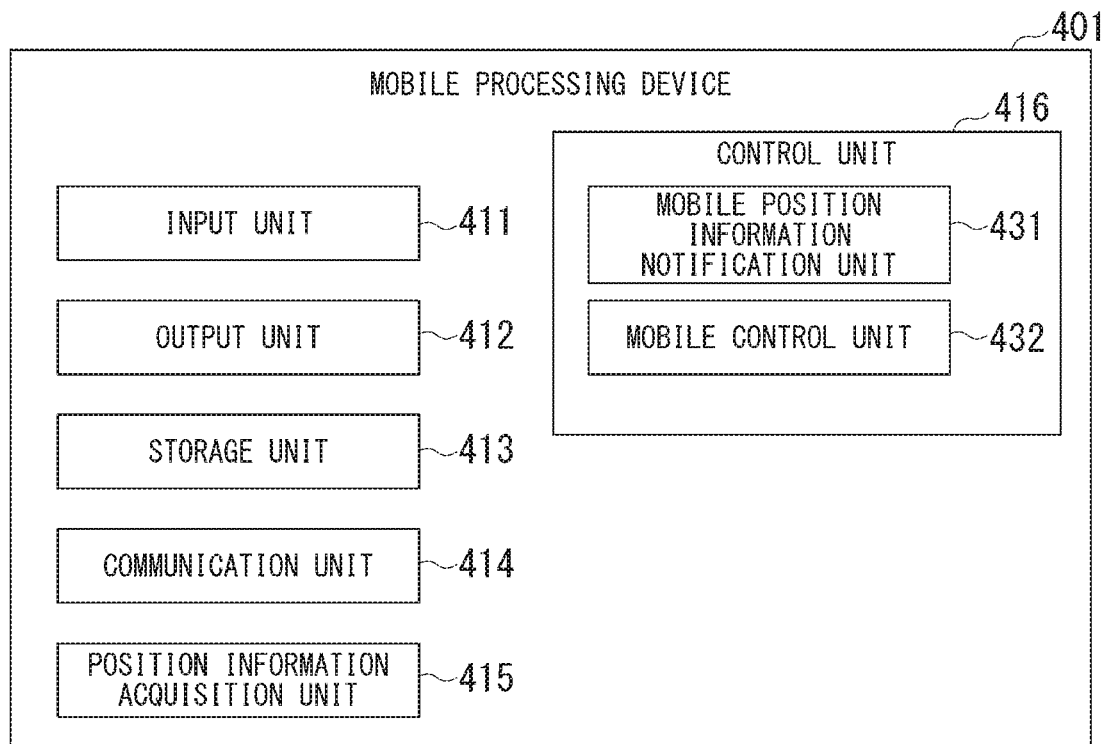 401
MOBILE PROCESSING DEVICE
416
CONTROL UNIT
INPUT UNIT
411
MOBILE POSITION
INFORMATION
NOTIFICATION UNIT
431
OUTPUT UNIT
412
MOBILE CONTROL UNIT
432
STORAGE UNIT
413
COMMUNICATION UNIT
414
POSITION INFORMATION
ACQUISITION UNIT
415